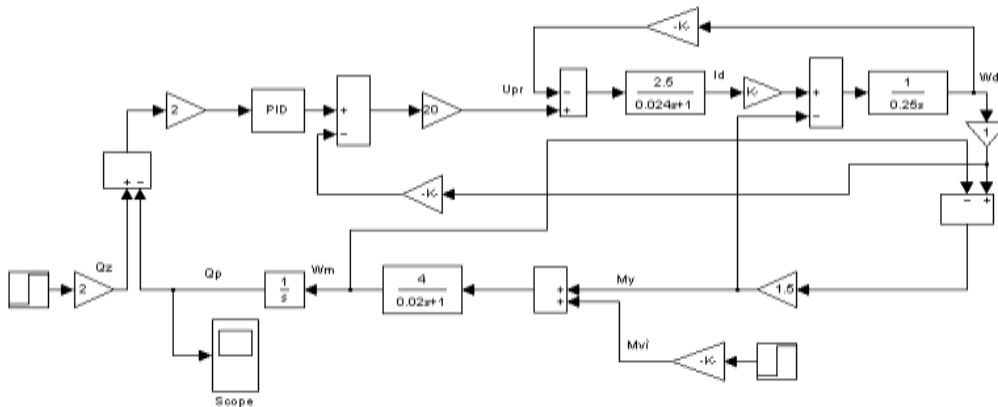 -K-
Upr
2.5
0.024s+1
Id
K-
1
0.25s
Wd
2
PID
20
1
-K-
Qz
2
Qp
1
s
Wm
4
0.02s+1
My
1.5
Mvi
-K-
Scope